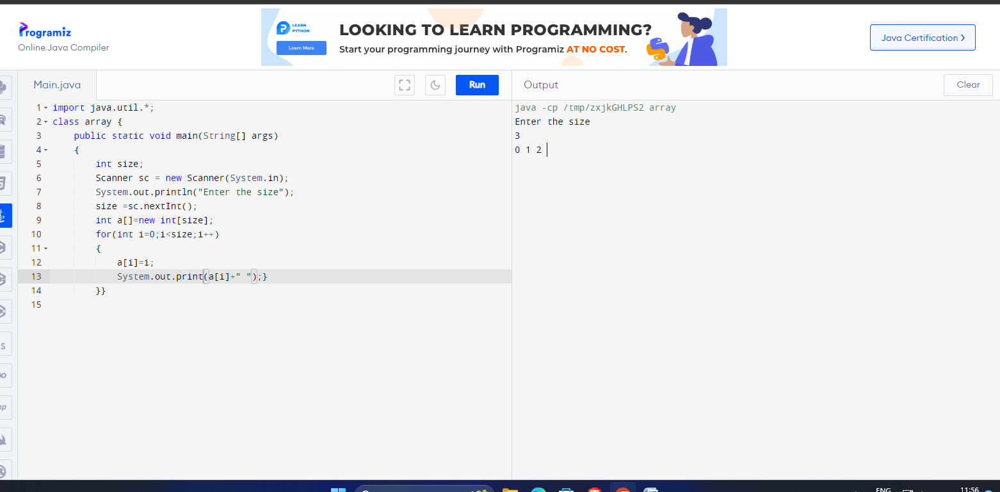 Programiz
Online Java Compiler
LEARN
PYTHON
Learn More
LOOKING TO LEARN PROGRAMMING?
Start your programming journey with Programiz AT NO COST.
Java Certification
Main.java
Run
Output
Clear
1 import java.util.*;
2 class array {
3 public static void main(String[] args)
4 {
5 int size;
6 Scanner sc = new Scanner(System.in);
7 System.out.println("Enter the size");
8 size =sc.nextInt();
9 int a[]=new int[size];
10 for(int i=0;i<size;i++)
11 {
12 a[i]=i;
13 System.out.print(a[i]+" ");}
14 }}
15
java -cp /tmp/zxjkGHLPS2 array
Enter the size
3
0 1 2
ENG
11:56